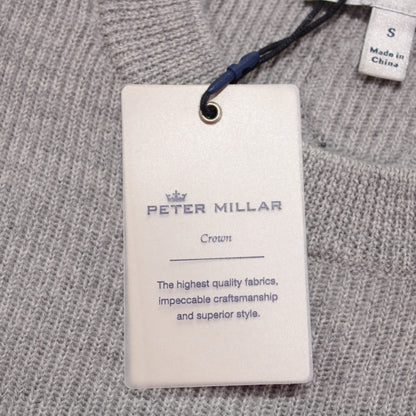 S
Made in
China
PETER MILLAR
Crown
The highest quality fabrics,
impeccable craftsmanship
and superior style.